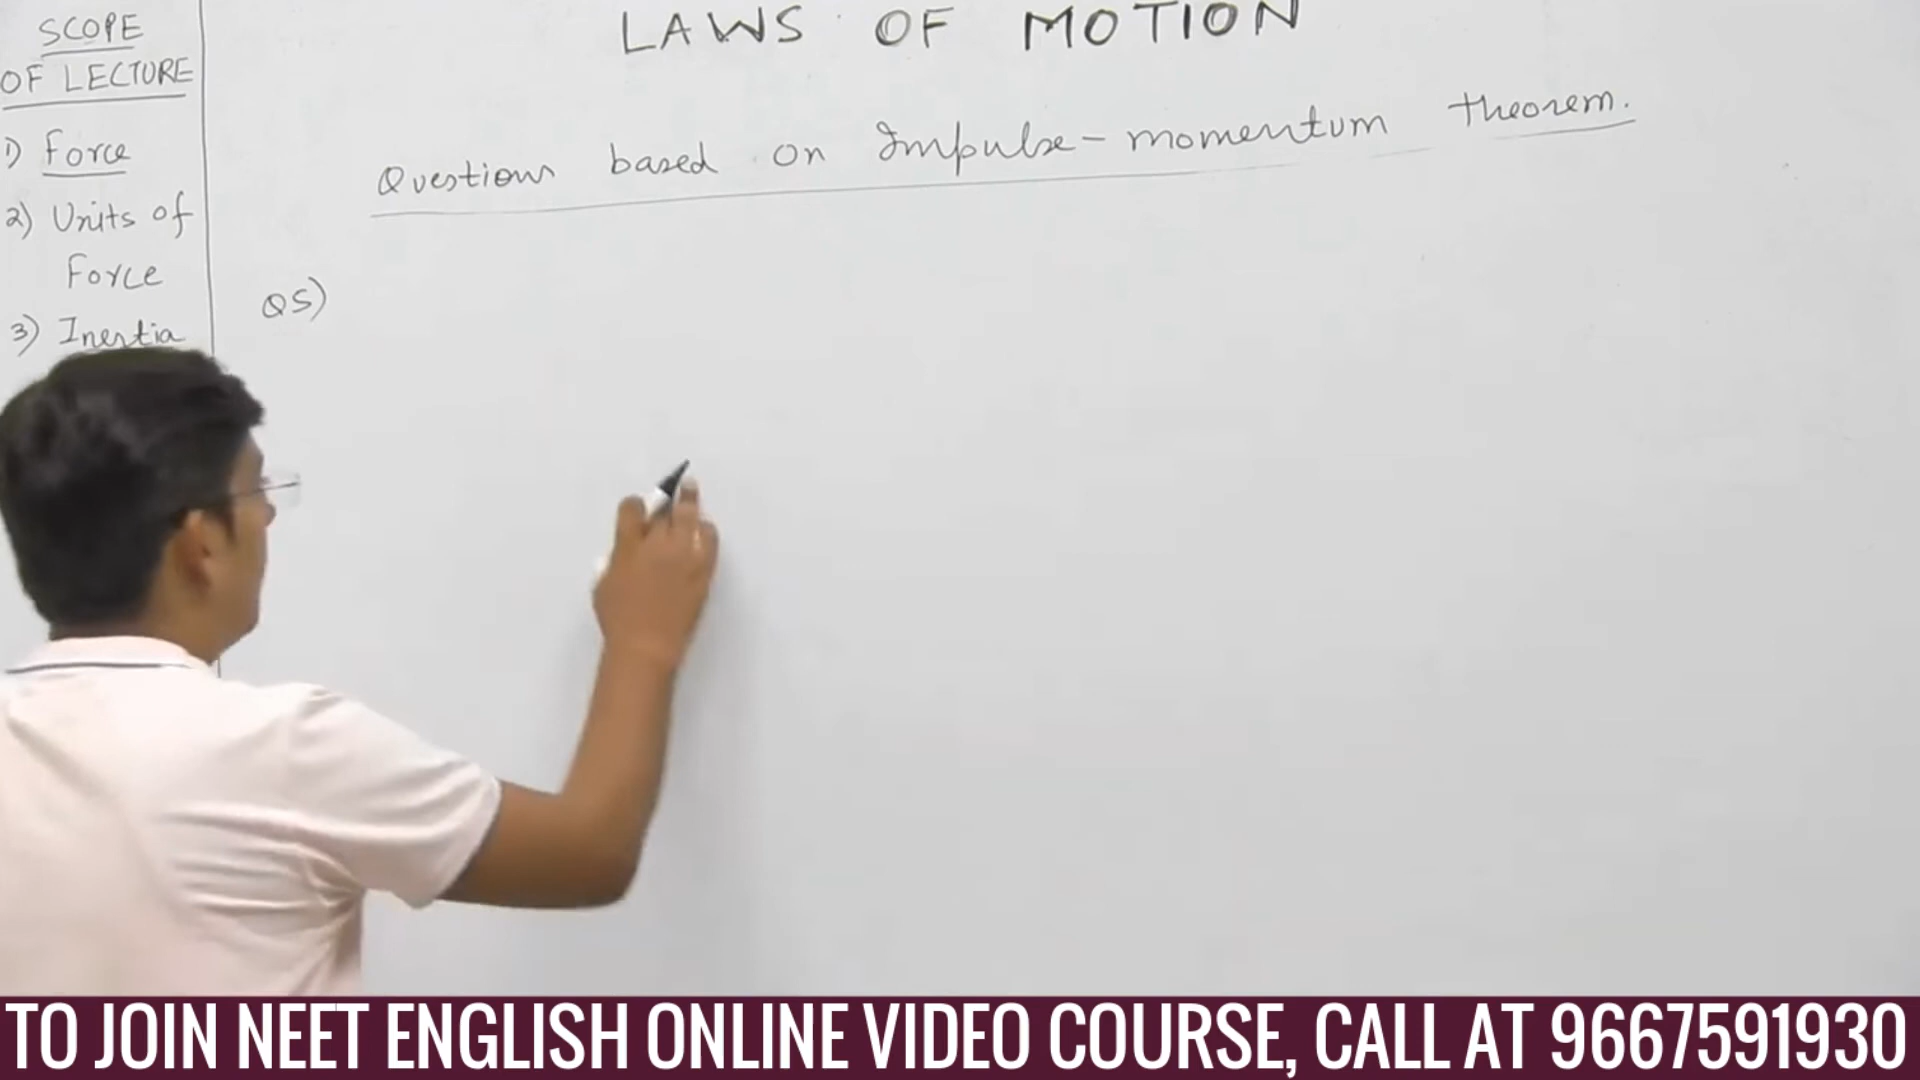 SCOPE
OF LECTURE
1) Force
2) Units of
Force
3) Inertia
LAWS OF MOTION
Questions based on Impulse-momentum theorem.
Q5)
TO JOIN NEET ENGLISH ONLINE VIDEO COURSE, CALL AT 9667591930